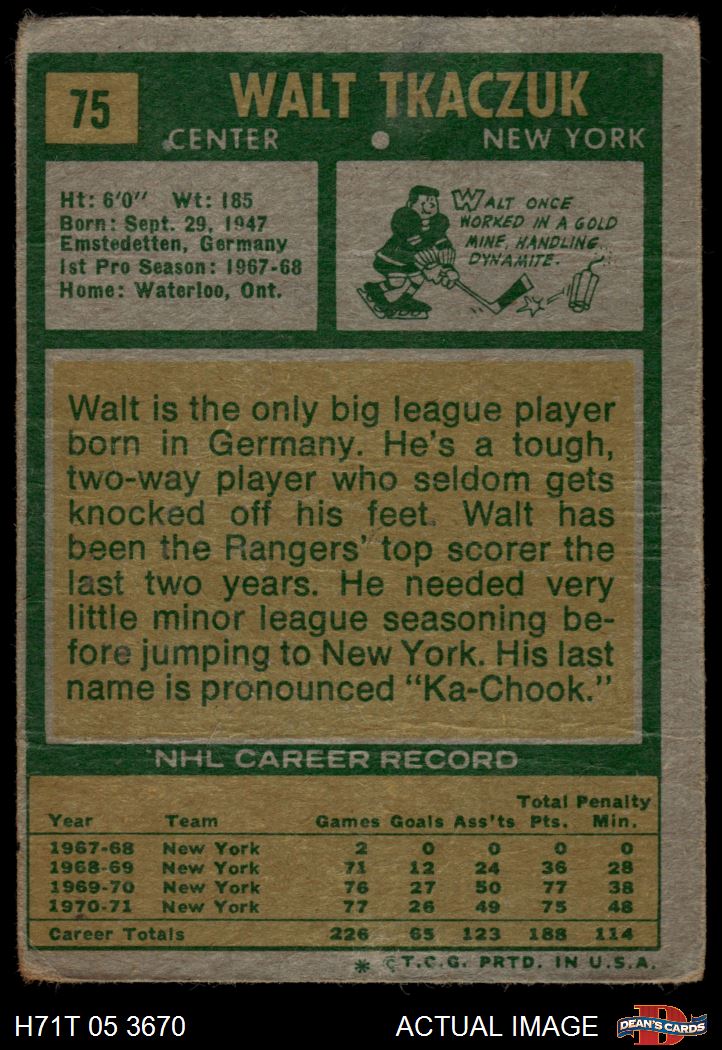 75
WALT TKACZUK
CENTER • NEW YORK
Ht: 6'0" Wt: 185
Born: Sept. 29, 1947
Emstedetten, Germany
1st Pro Season: 1967-68
Home: Waterloo, Ont.
WALT ONCE
WORKED IN A GOLD
MINE, HANDLING
DYNAMITE.
Walt is the only big league player
born in Germany. He's a tough,
two-way player who seldom gets
knocked off his feet. Walt has
been the Rangers' top scorer the
last two years. He needed very
little minor league seasoning be-
fore jumping to New York. His last
name is pronounced "Ka-Chook."
NHL CAREER RECORD
Total Penalty
Year Team Games Goals Ass'ts Pts. Min.
1967-68 New York 2 0 0 0 0
1968-69 New York 71 12 24 36 28
1969-70 New York 76 27 50 77 38
1970-71 New York 77 26 49 75 48
Career Totals 226 65 123 188 114
* © T.C.G. PRTD. IN U.S.A.
H71T 05 3670 ACTUAL IMAGE
D
DEAN'S CARDS